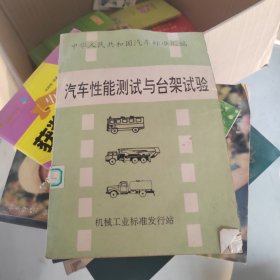 中华人民共和国汽车标准汇编
汽车性能测试与台架试验
机械工业标准发行站